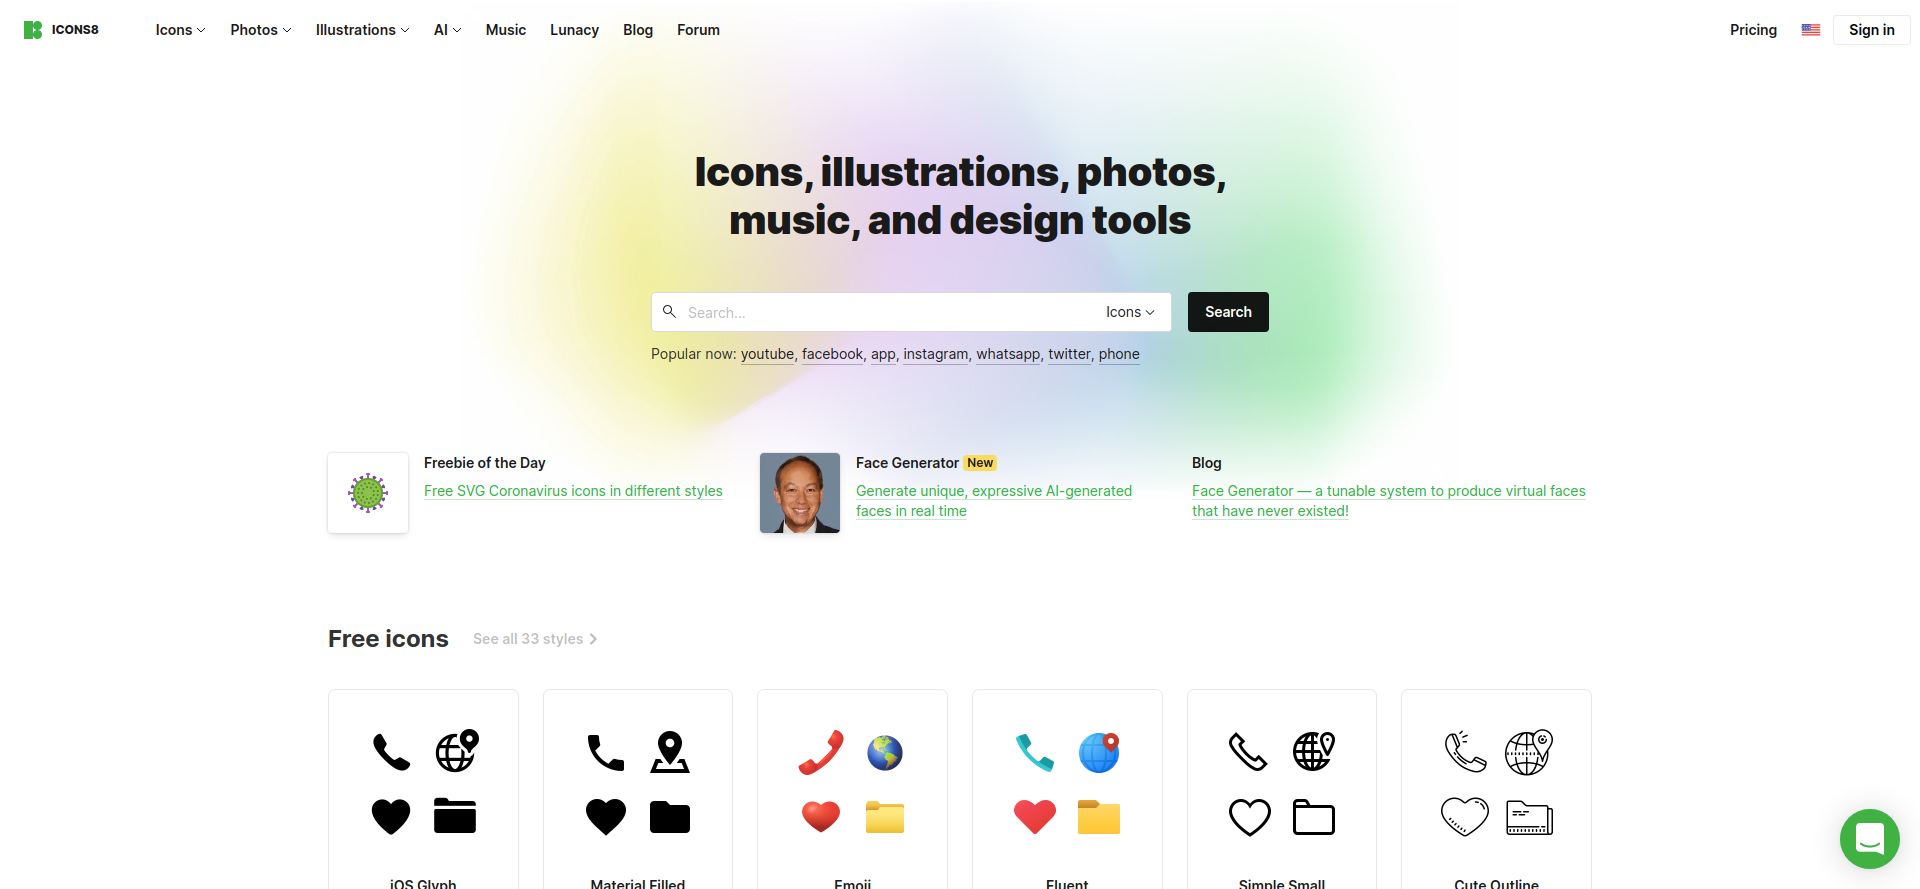 ICONS8
Icons Photos Illustrations AI Music Lunacy Blog Forum
Pricing Sign in
Icons, illustrations, photos,
music, and design tools
Search... Icons Search
Popular now: youtube, facebook, app, instagram, whatsapp, twitter, phone
Freebie of the Day
Free SVG Coronavirus icons in different styles
Face Generator New
Generate unique, expressive AI-generated
faces in real time
Blog
Face Generator — a tunable system to produce virtual faces
that have never existed!
Free icons See all 33 styles
iOS Glyph Material Filled Emoji Fluent Simple Small Cute Outline